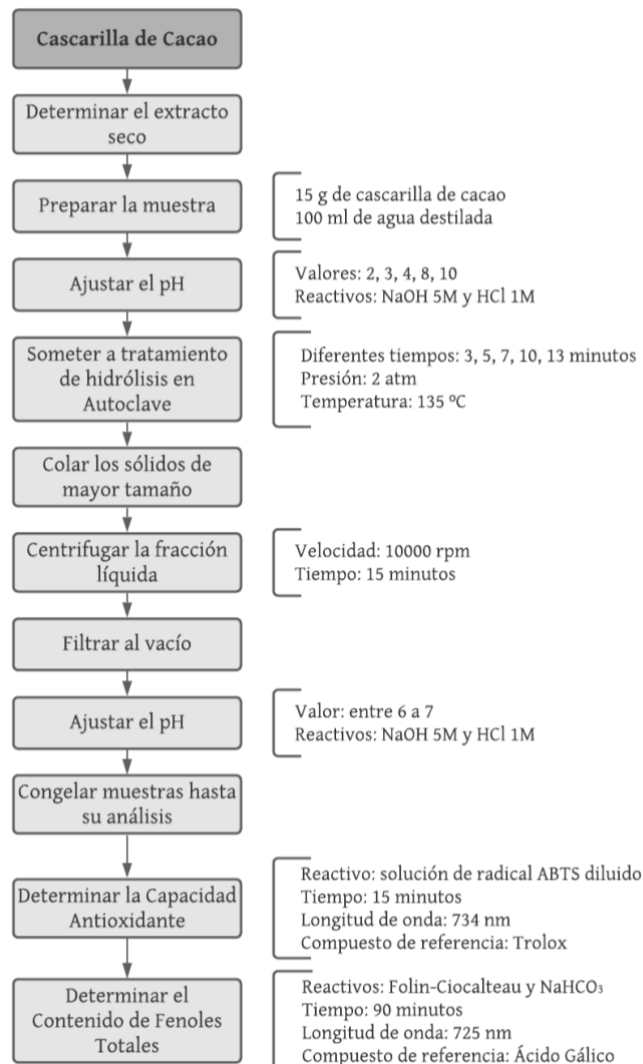 Cascarilla de Cacao
Determinar el extracto
seco
Preparar la muestra
15 g de cascarilla de cacao
100 ml de agua destilada
Ajustar el pH
Valores: 2, 3, 4, 8, 10
Reactivos: NaOH 5M y HCl 1M
Someter a tratamiento
de hidrólisis en
Autoclave
Diferentes tiempos: 3, 5, 7, 10, 13 minutos
Presión: 2 atm
Temperatura: 135 ºC
Colar los sólidos de
mayor tamaño
Centrifugar la fracción
líquida
Velocidad: 10000 rpm
Tiempo: 15 minutos
Filtrar al vacío
Ajustar el pH
Valor: entre 6 a 7
Reactivos: NaOH 5M y HCl 1M
Congelar muestras hasta
su análisis
Determinar la Capacidad
Antioxidante
Reactivo: solución de radical ABTS diluido
Tiempo: 15 minutos
Longitud de onda: 734 nm
Compuesto de referencia: Trolox
Determinar el
Contenido de Fenoles
Totales
Reactivos: Folin-Ciocalteau y NaHCO₃
Tiempo: 90 minutos
Longitud de onda: 725 nm
Compuesto de referencia: Ácido Gálico